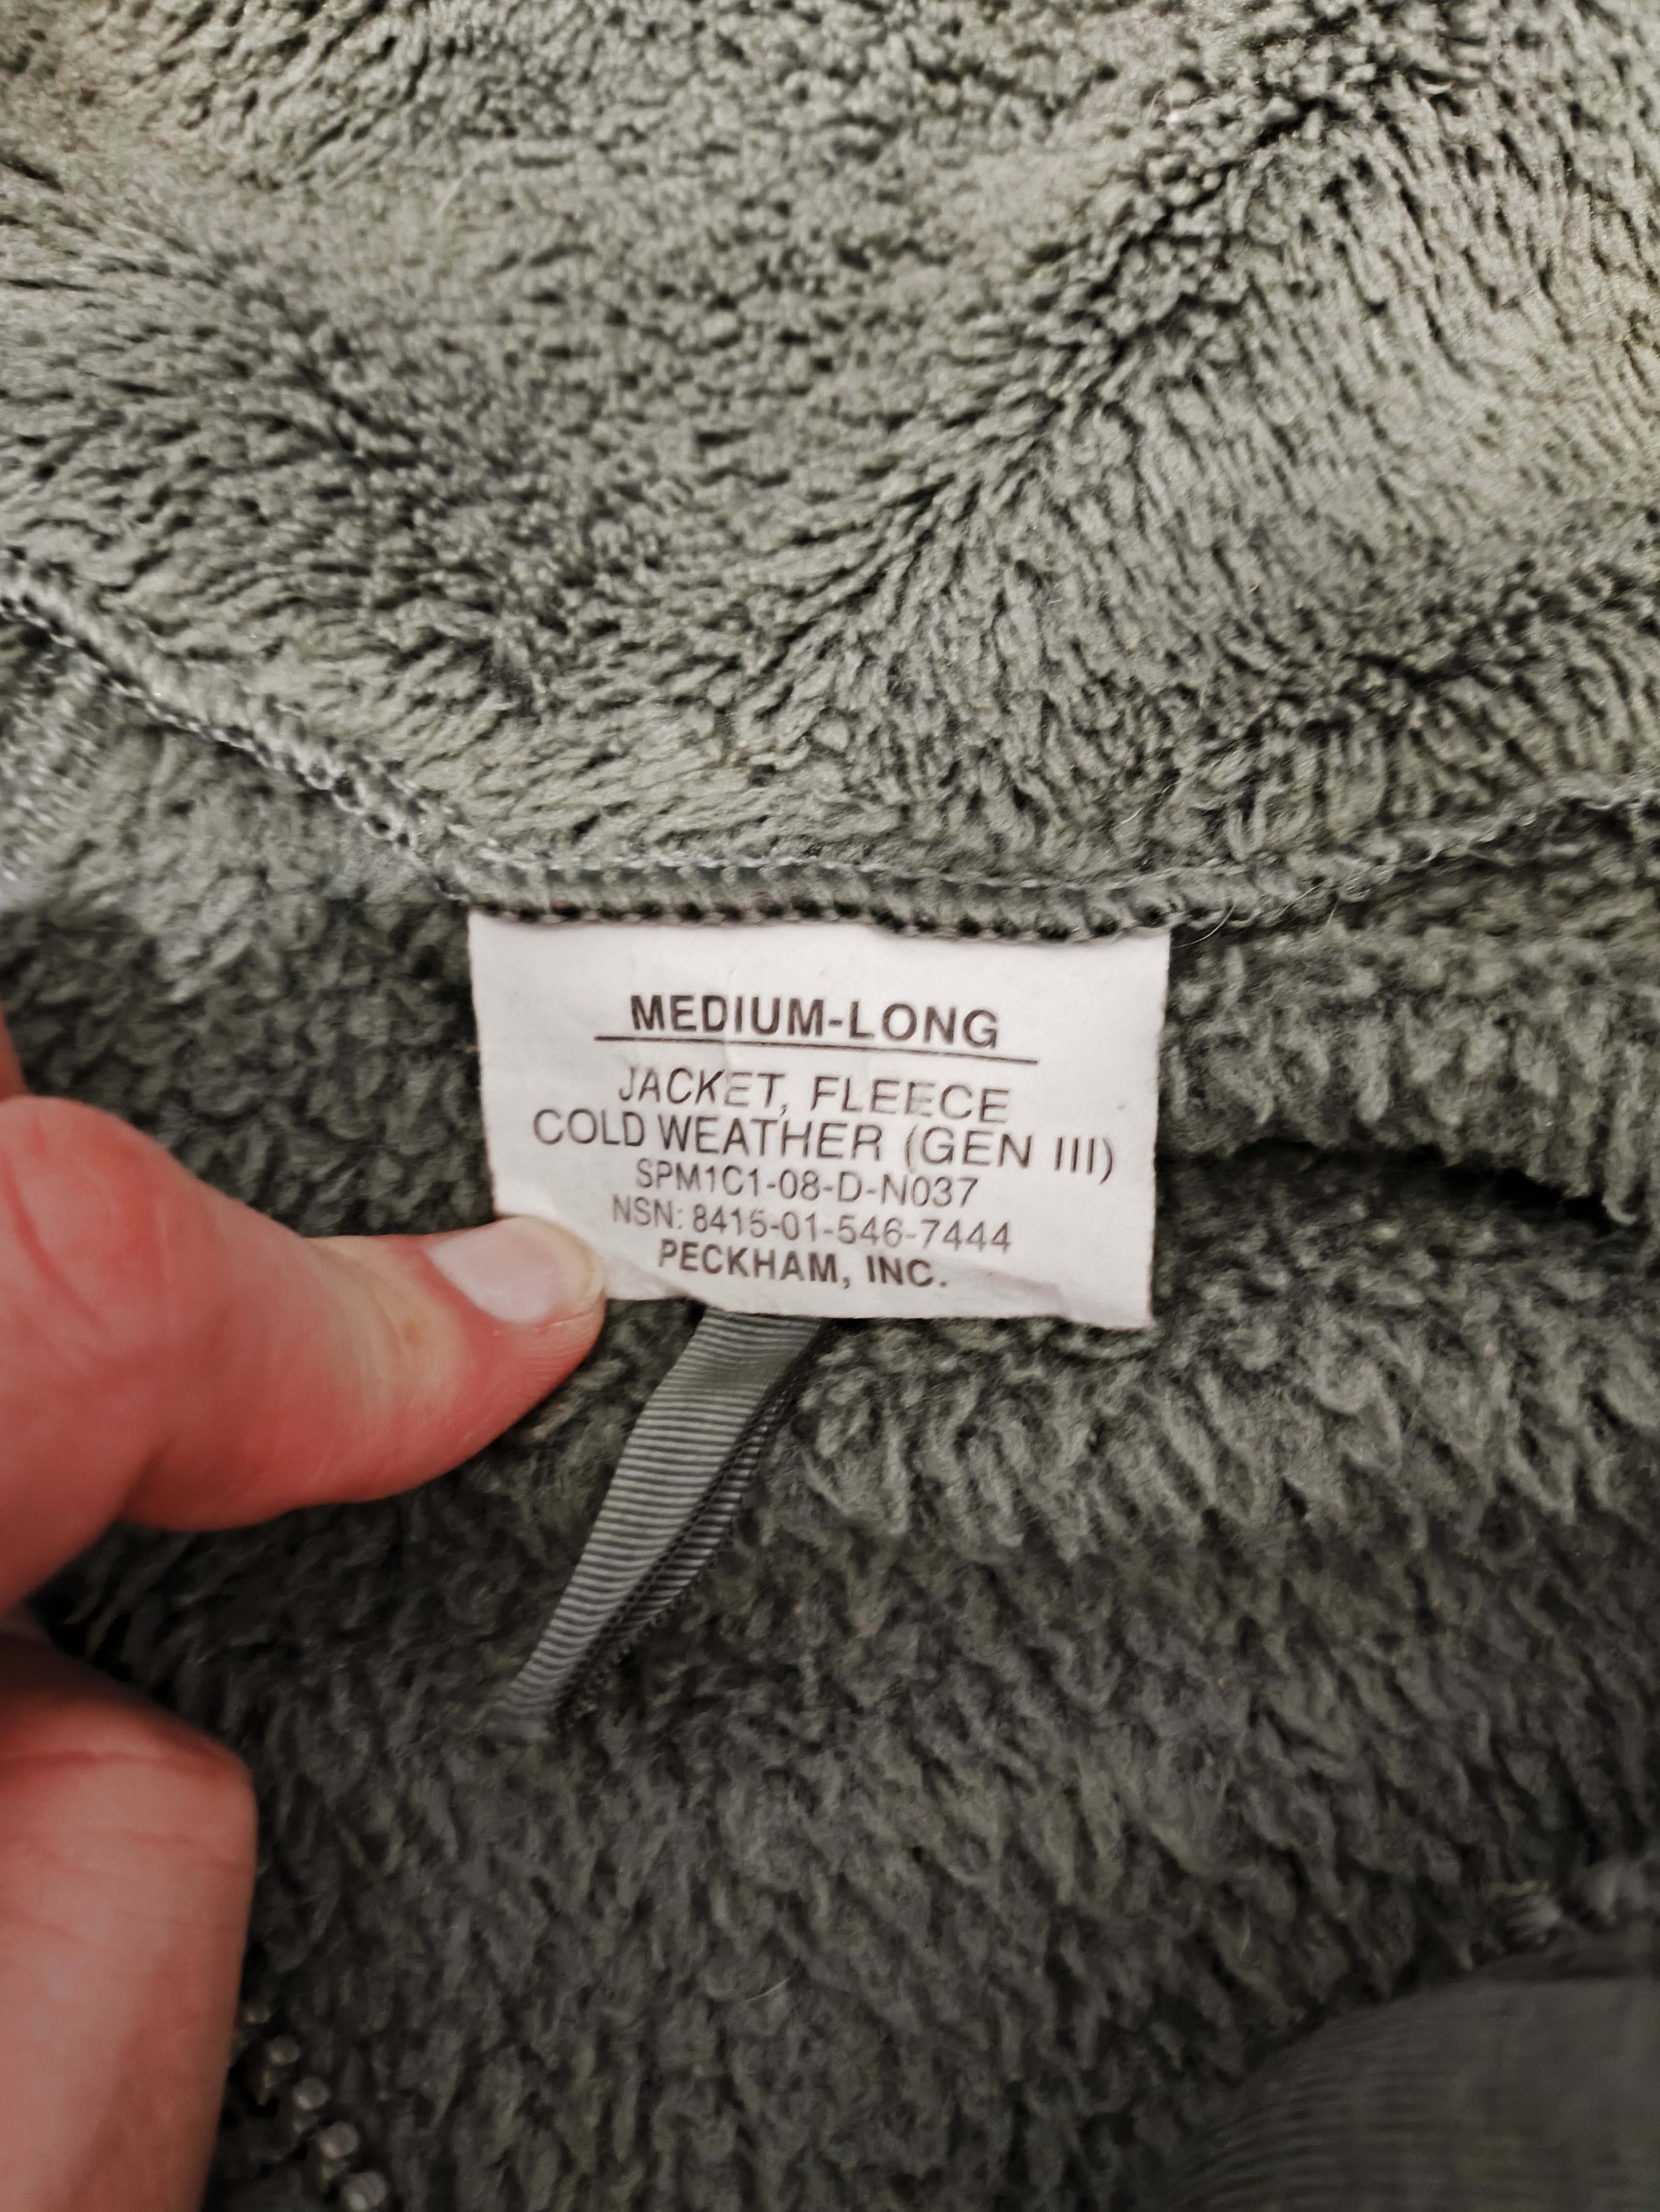 MEDIUM-LONG
JACKET, FLEECE
COLD WEATHER (GEN III)
SPM1C1-08-D-N037
NSN: 8415-01-546-7444
PECKHAM, INC.